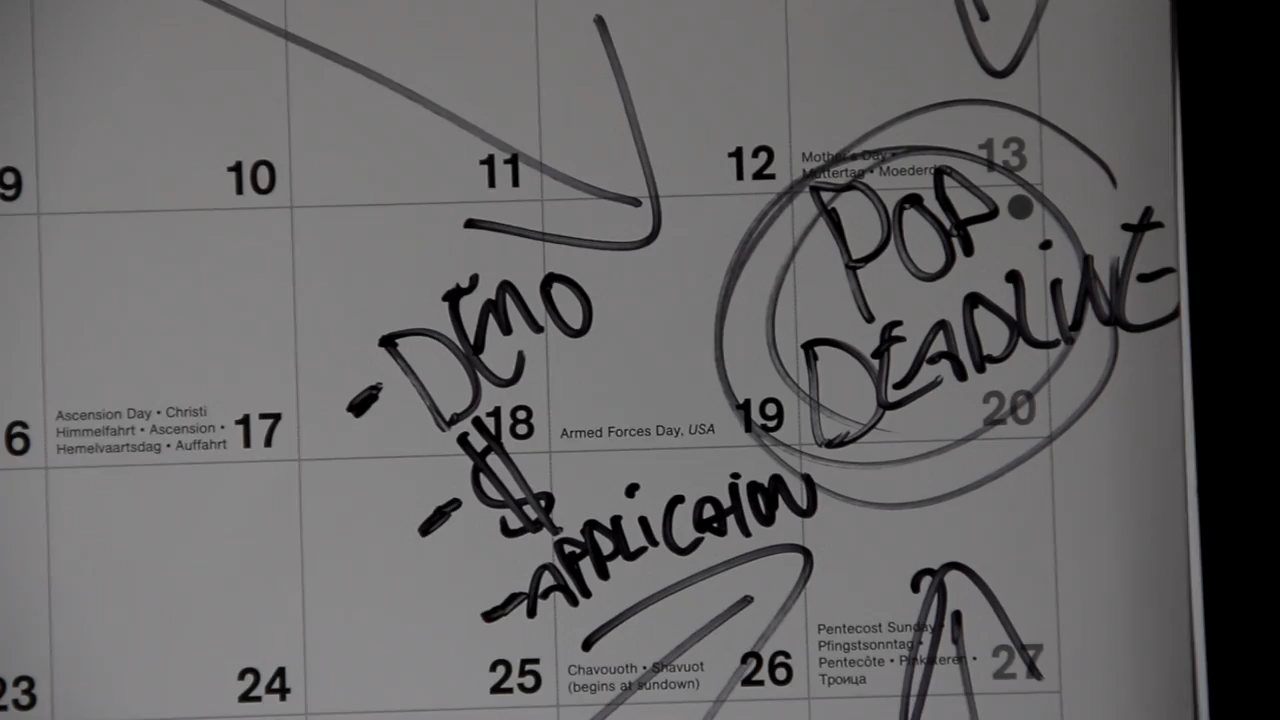 9
10
11
12
Mother's Day •
Muttertag • Moederdag
13
POP
DEADLINE
- DEMO
- $
- APPLICAION
6
Ascension Day • Christi
Himmelfahrt • Ascension •
Hemelvaartsdag • Auffahrt
17
18
Armed Forces Day, USA
19
20
23
24
25
Chavouoth • Shavuot
(begins at sundown)
26
Pentecost Sunday •
Pfingstsonntag •
Pentecôte • Pinksteren •
Троица
27